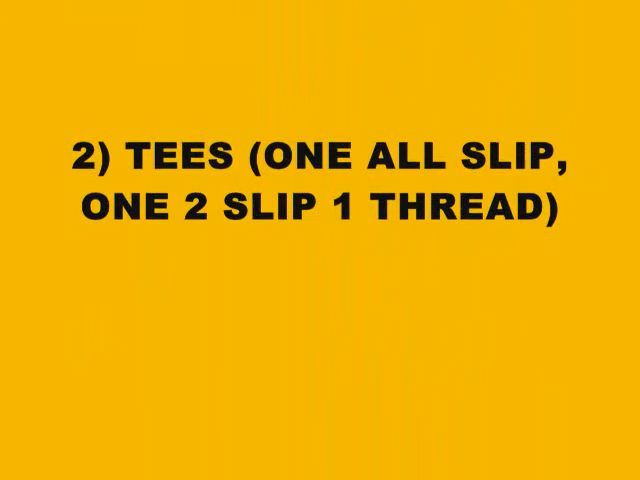 2) TEES (ONE ALL SLIP,
ONE 2 SLIP 1 THREAD)